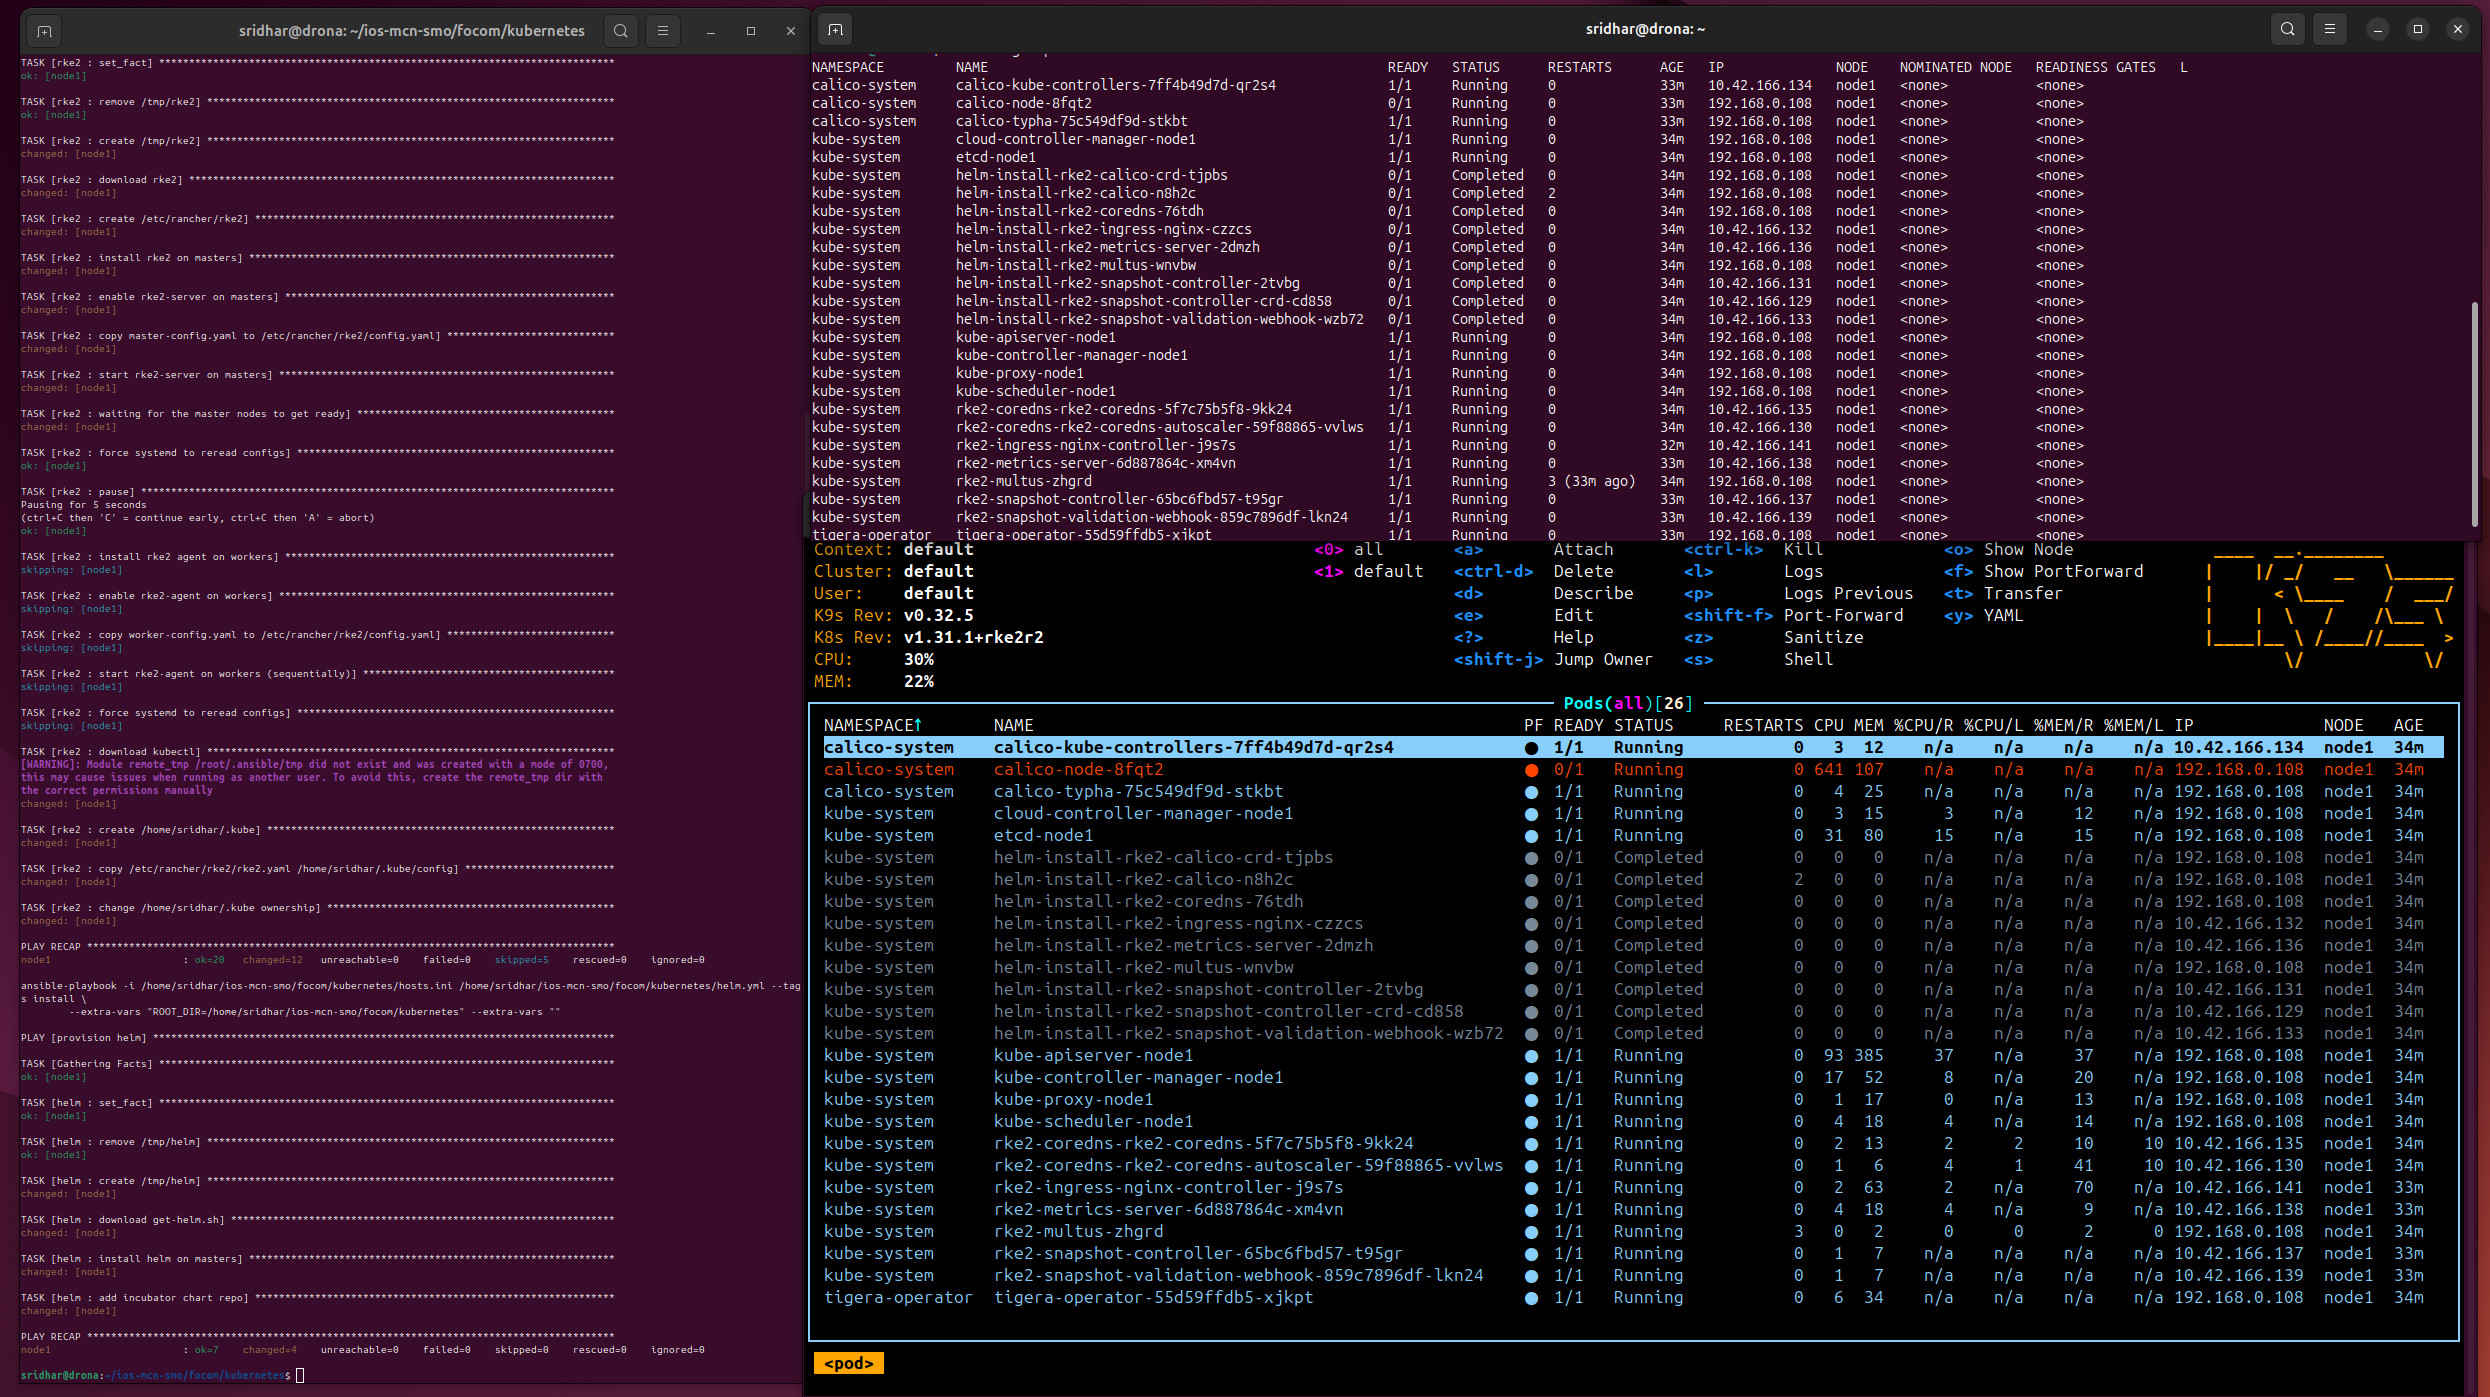 sridhar@drona: ~/ios-mcn-smo/focom/kubernetes
TASK [rke2 : set_fact] ****************************************************************************
ok: [node1]
TASK [rke2 : remove /tmp/rke2] ********************************************************************
ok: [node1]
TASK [rke2 : create /tmp/rke2] ********************************************************************
changed: [node1]
TASK [rke2 : download rke2] ***********************************************************************
changed: [node1]
TASK [rke2 : create /etc/rancher/rke2] ************************************************************
changed: [node1]
TASK [rke2 : install rke2 on masters] *************************************************************
changed: [node1]
TASK [rke2 : enable rke2-server on masters] *******************************************************
changed: [node1]
TASK [rke2 : copy master-config.yaml to /etc/rancher/rke2/config.yaml] ****************************
changed: [node1]
TASK [rke2 : start rke2-server on masters] ********************************************************
changed: [node1]
TASK [rke2 : waiting for the master nodes to get ready] *******************************************
changed: [node1]
TASK [rke2 : force systemd to reread configs] *****************************************************
ok: [node1]
TASK [rke2 : pause] *******************************************************************************
Pausing for 5 seconds
(ctrl+C then 'C' = continue early, ctrl+C then 'A' = abort)
ok: [node1]
TASK [rke2 : install rke2 agent on workers] *******************************************************
skipping: [node1]
TASK [rke2 : enable rke2-agent on workers] ********************************************************
skipping: [node1]
TASK [rke2 : copy worker-config.yaml to /etc/rancher/rke2/config.yaml] ****************************
skipping: [node1]
TASK [rke2 : start rke2-agent on workers (sequentially)] ******************************************
skipping: [node1]
TASK [rke2 : force systemd to reread configs] *****************************************************
skipping: [node1]
TASK [rke2 : download kubectl] ********************************************************************
[WARNING]: Module remote_tmp /root/.ansible/tmp did not exist and was created with a mode of 0700,
this may cause issues when running as another user. To avoid this, create the remote_tmp dir with
the correct permissions manually
changed: [node1]
TASK [rke2 : create /home/sridhar/.kube] **********************************************************
changed: [node1]
TASK [rke2 : copy /etc/rancher/rke2/rke2.yaml /home/sridhar/.kube/config] *************************
changed: [node1]
TASK [rke2 : change /home/sridhar/.kube ownership] ************************************************
changed: [node1]
PLAY RECAP ****************************************************************************************
node1 : ok=20 changed=12 unreachable=0 failed=0 skipped=5 rescued=0 ignored=0
ansible-playbook -i /home/sridhar/ios-mcn-smo/focom/kubernetes/hosts.ini /home/sridhar/ios-mcn-smo/focom/kubernetes/helm.yml --tag
s install \
--extra-vars "ROOT_DIR=/home/sridhar/ios-mcn-smo/focom/kubernetes" --extra-vars ""
PLAY [provision helm] *****************************************************************************
TASK [Gathering Facts] ****************************************************************************
ok: [node1]
TASK [helm : set_fact] ****************************************************************************
ok: [node1]
TASK [helm : remove /tmp/helm] ********************************************************************
ok: [node1]
TASK [helm : create /tmp/helm] ********************************************************************
changed: [node1]
TASK [helm : download get-helm.sh] ****************************************************************
changed: [node1]
TASK [helm : install helm on masters] *************************************************************
changed: [node1]
TASK [helm : add incubator chart repo] ************************************************************
changed: [node1]
PLAY RECAP ****************************************************************************************
node1 : ok=7 changed=4 unreachable=0 failed=0 skipped=0 rescued=0 ignored=0
sridhar@drona:~/ios-mcn-smo/focom/kubernetes$
sridhar@drona: ~
NAMESPACE NAME READY STATUS RESTARTS AGE IP NODE NOMINATED NODE READINESS GATES L
calico-system calico-kube-controllers-7ff4b49d7d-qr2s4 1/1 Running 0 33m 10.42.166.134 node1 <none> <none>
calico-system calico-node-8fqt2 0/1 Running 0 33m 192.168.0.108 node1 <none> <none>
calico-system calico-typha-75c549df9d-stkbt 1/1 Running 0 33m 192.168.0.108 node1 <none> <none>
kube-system cloud-controller-manager-node1 1/1 Running 0 34m 192.168.0.108 node1 <none> <none>
kube-system etcd-node1 1/1 Running 0 34m 192.168.0.108 node1 <none> <none>
kube-system helm-install-rke2-calico-crd-tjpbs 0/1 Completed 0 34m 192.168.0.108 node1 <none> <none>
kube-system helm-install-rke2-calico-n8h2c 0/1 Completed 2 34m 192.168.0.108 node1 <none> <none>
kube-system helm-install-rke2-coredns-76tdh 0/1 Completed 0 34m 192.168.0.108 node1 <none> <none>
kube-system helm-install-rke2-ingress-nginx-czzcs 0/1 Completed 0 34m 10.42.166.132 node1 <none> <none>
kube-system helm-install-rke2-metrics-server-2dmzh 0/1 Completed 0 34m 10.42.166.136 node1 <none> <none>
kube-system helm-install-rke2-multus-wnvbw 0/1 Completed 0 34m 192.168.0.108 node1 <none> <none>
kube-system helm-install-rke2-snapshot-controller-2tvbg 0/1 Completed 0 34m 10.42.166.131 node1 <none> <none>
kube-system helm-install-rke2-snapshot-controller-crd-cd858 0/1 Completed 0 34m 10.42.166.129 node1 <none> <none>
kube-system helm-install-rke2-snapshot-validation-webhook-wzb72 0/1 Completed 0 34m 10.42.166.133 node1 <none> <none>
kube-system kube-apiserver-node1 1/1 Running 0 34m 192.168.0.108 node1 <none> <none>
kube-system kube-controller-manager-node1 1/1 Running 0 34m 192.168.0.108 node1 <none> <none>
kube-system kube-proxy-node1 1/1 Running 0 34m 192.168.0.108 node1 <none> <none>
kube-system kube-scheduler-node1 1/1 Running 0 34m 192.168.0.108 node1 <none> <none>
kube-system rke2-coredns-rke2-coredns-5f7c75b5f8-9kk24 1/1 Running 0 34m 10.42.166.135 node1 <none> <none>
kube-system rke2-coredns-rke2-coredns-autoscaler-59f88865-vvlws 1/1 Running 0 34m 10.42.166.130 node1 <none> <none>
kube-system rke2-ingress-nginx-controller-j9s7s 1/1 Running 0 32m 10.42.166.141 node1 <none> <none>
kube-system rke2-metrics-server-6d887864c-xm4vn 1/1 Running 0 33m 10.42.166.138 node1 <none> <none>
kube-system rke2-multus-zhgrd 1/1 Running 3 (33m ago) 34m 192.168.0.108 node1 <none> <none>
kube-system rke2-snapshot-controller-65bc6fbd57-t95gr 1/1 Running 0 33m 10.42.166.137 node1 <none> <none>
kube-system rke2-snapshot-validation-webhook-859c7896df-lkn24 1/1 Running 0 33m 10.42.166.139 node1 <none> <none>
tigera-operator tigera-operator-55d59ffdb5-xjkpt 1/1 Running 0 34m 192.168.0.108 node1 <none> <none>
Context: default <0> all <a> Attach <ctrl-k> Kill <o> Show Node
Cluster: default <1> default <ctrl-d> Delete <l> Logs <f> Show PortForward
User: default <d> Describe <p> Logs Previous <t> Transfer
K9s Rev: v0.32.5 <e> Edit <shift-f> Port-Forward <y> YAML
K8s Rev: v1.31.1+rke2r2 <?> Help <z> Sanitize
CPU: 30% <shift-j> Jump Owner <s> Shell
MEM: 22%
Pods(all)[26]
NAMESPACE↑ NAME PF READY STATUS RESTARTS CPU MEM %CPU/R %CPU/L %MEM/R %MEM/L IP NODE AGE
calico-system calico-kube-controllers-7ff4b49d7d-qr2s4 ● 1/1 Running 0 3 12 n/a n/a n/a n/a 10.42.166.134 node1 34m
calico-system calico-node-8fqt2 ● 0/1 Running 0 641 107 n/a n/a n/a n/a 192.168.0.108 node1 34m
calico-system calico-typha-75c549df9d-stkbt ● 1/1 Running 0 4 25 n/a n/a n/a n/a 192.168.0.108 node1 34m
kube-system cloud-controller-manager-node1 ● 1/1 Running 0 3 15 3 n/a 12 n/a 192.168.0.108 node1 34m
kube-system etcd-node1 ● 1/1 Running 0 31 80 15 n/a 15 n/a 192.168.0.108 node1 34m
kube-system helm-install-rke2-calico-crd-tjpbs ● 0/1 Completed 0 0 0 n/a n/a n/a n/a 192.168.0.108 node1 34m
kube-system helm-install-rke2-calico-n8h2c ● 0/1 Completed 2 0 0 n/a n/a n/a n/a 192.168.0.108 node1 34m
kube-system helm-install-rke2-coredns-76tdh ● 0/1 Completed 0 0 0 n/a n/a n/a n/a 192.168.0.108 node1 34m
kube-system helm-install-rke2-ingress-nginx-czzcs ● 0/1 Completed 0 0 0 n/a n/a n/a n/a 10.42.166.132 node1 34m
kube-system helm-install-rke2-metrics-server-2dmzh ● 0/1 Completed 0 0 0 n/a n/a n/a n/a 10.42.166.136 node1 34m
kube-system helm-install-rke2-multus-wnvbw ● 0/1 Completed 0 0 0 n/a n/a n/a n/a 192.168.0.108 node1 34m
kube-system helm-install-rke2-snapshot-controller-2tvbg ● 0/1 Completed 0 0 0 n/a n/a n/a n/a 10.42.166.131 node1 34m
kube-system helm-install-rke2-snapshot-controller-crd-cd858 ● 0/1 Completed 0 0 0 n/a n/a n/a n/a 10.42.166.129 node1 34m
kube-system helm-install-rke2-snapshot-validation-webhook-wzb72 ● 0/1 Completed 0 0 0 n/a n/a n/a n/a 10.42.166.133 node1 34m
kube-system kube-apiserver-node1 ● 1/1 Running 0 93 385 37 n/a 37 n/a 192.168.0.108 node1 34m
kube-system kube-controller-manager-node1 ● 1/1 Running 0 17 52 8 n/a 20 n/a 192.168.0.108 node1 34m
kube-system kube-proxy-node1 ● 1/1 Running 0 1 17 0 n/a 13 n/a 192.168.0.108 node1 34m
kube-system kube-scheduler-node1 ● 1/1 Running 0 4 18 4 n/a 14 n/a 192.168.0.108 node1 34m
kube-system rke2-coredns-rke2-coredns-5f7c75b5f8-9kk24 ● 1/1 Running 0 2 13 2 2 10 10 10.42.166.135 node1 34m
kube-system rke2-coredns-rke2-coredns-autoscaler-59f88865-vvlws ● 1/1 Running 0 1 6 4 1 41 10 10.42.166.130 node1 34m
kube-system rke2-ingress-nginx-controller-j9s7s ● 1/1 Running 0 2 63 2 n/a 70 n/a 10.42.166.141 node1 33m
kube-system rke2-metrics-server-6d887864c-xm4vn ● 1/1 Running 0 4 18 4 n/a 9 n/a 10.42.166.138 node1 33m
kube-system rke2-multus-zhgrd ● 1/1 Running 3 0 2 0 0 2 0 192.168.0.108 node1 34m
kube-system rke2-snapshot-controller-65bc6fbd57-t95gr ● 1/1 Running 0 1 7 n/a n/a n/a n/a 10.42.166.137 node1 33m
kube-system rke2-snapshot-validation-webhook-859c7896df-lkn24 ● 1/1 Running 0 1 7 n/a n/a n/a n/a 10.42.166.139 node1 33m
tigera-operator tigera-operator-55d59ffdb5-xjkpt ● 1/1 Running 0 6 34 n/a n/a n/a n/a 192.168.0.108 node1 34m
<pod>